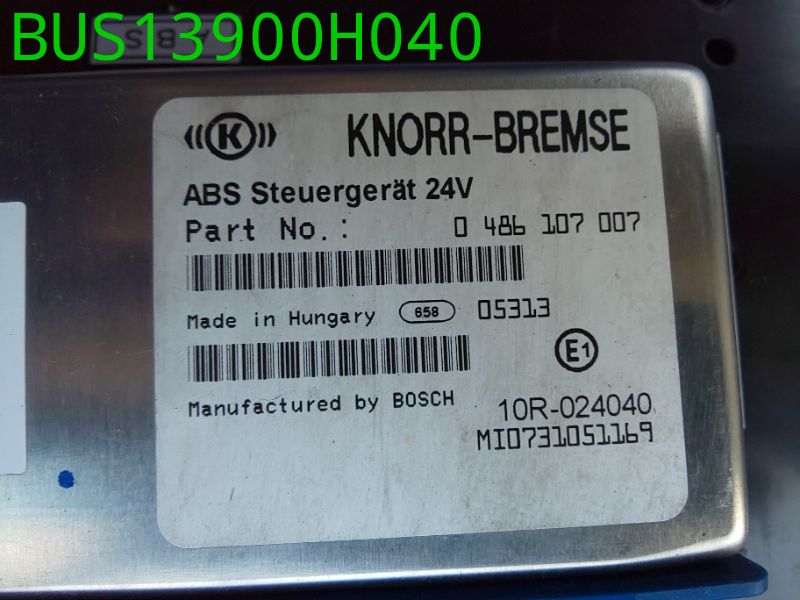 BUS13900H040
K KNORR-BREMSE
ABS Steuergerät 24V
Part No.: 0 486 107 007
Made in Hungary 658 05313
E1
Manufactured by BOSCH 10R-024040
MI0731051169